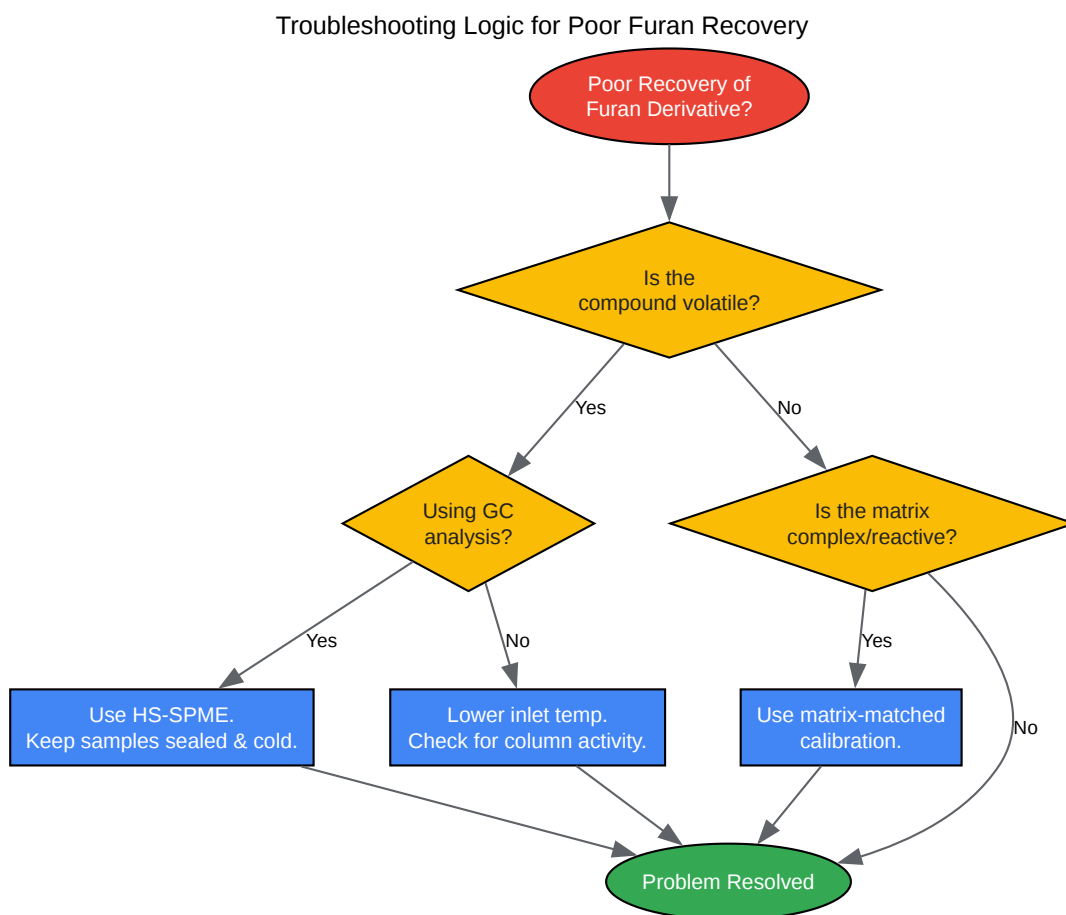 Troubleshooting Logic for Poor Furan Recovery
Poor Recovery of
Furan Derivative?
Is the
compound volatile?
Yes
No
Using GC
analysis?
Is the matrix
complex/reactive?
Yes
No
Yes
No
Use HS-SPME.
Keep samples sealed & cold.
Lower inlet temp.
Check for column activity.
Use matrix-matched
calibration.
Problem Resolved